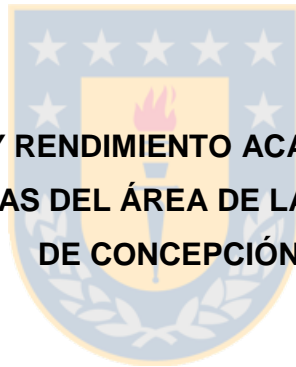 Y RENDIMIENTO ACA
AS DEL ÁREA DE LA
DE CONCEPCIÓN